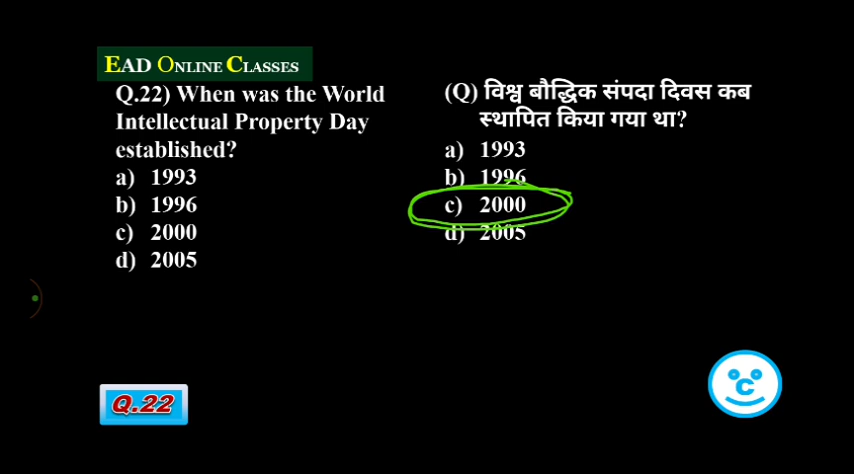 EAD ONLINE CLASSES
Q.22) When was the World
Intellectual Property Day
established?
a) 1993
b) 1996
c) 2000
d) 2005
(Q) विश्व बौद्धिक संपदा दिवस कब
स्थापित किया गया था?
a) 1993
b) 1996
c) 2000
d) 2005
Q.22
C